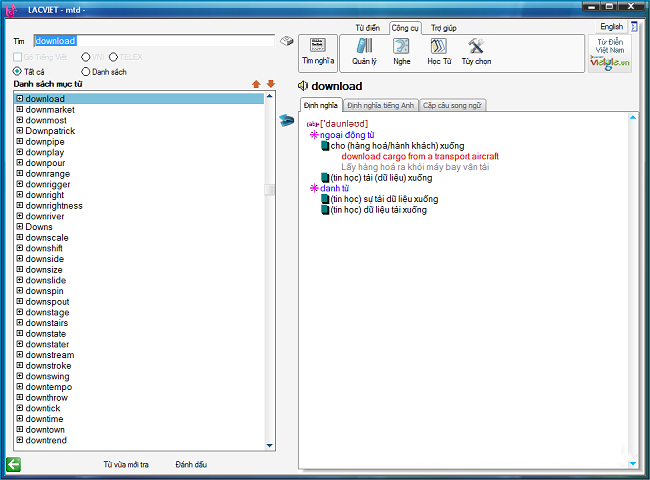 LACVIET - mtd -
English
Từ điển Công cụ Trợ giúp
Tìm download
Gõ Tiếng Việt VNI TELEX
Tất cả Danh sách
Danh sách mục từ
Tìm nghĩa Quản lý Nghe Học Từ Tùy chọn
Từ Điển
Việt Nam
download
Định nghĩa Định nghĩa tiếng Anh Cặp câu song ngữ
download
downmarket
downmost
Downpatrick
downpipe
downplay
downpour
downrange
downrigger
downright
downrightness
downriver
Downs
downscale
downshift
downside
downsize
downslide
downspin
downspout
downstage
downstairs
downstate
downstater
downstream
downstroke
downswing
downtempo
downthrow
downtick
downtime
downtown
downtrend
['daunləʊd]
ngoại động từ
cho (hàng hoá/hành khách) xuống
download cargo from a transport aircraft
Lấy hàng hoá ra khỏi máy bay vận tải
(tin học) tải (dữ liệu) xuống
danh từ
(tin học) sự tải dữ liệu xuống
(tin học) dữ liệu tải xuống
Từ vừa mới tra Đánh dấu